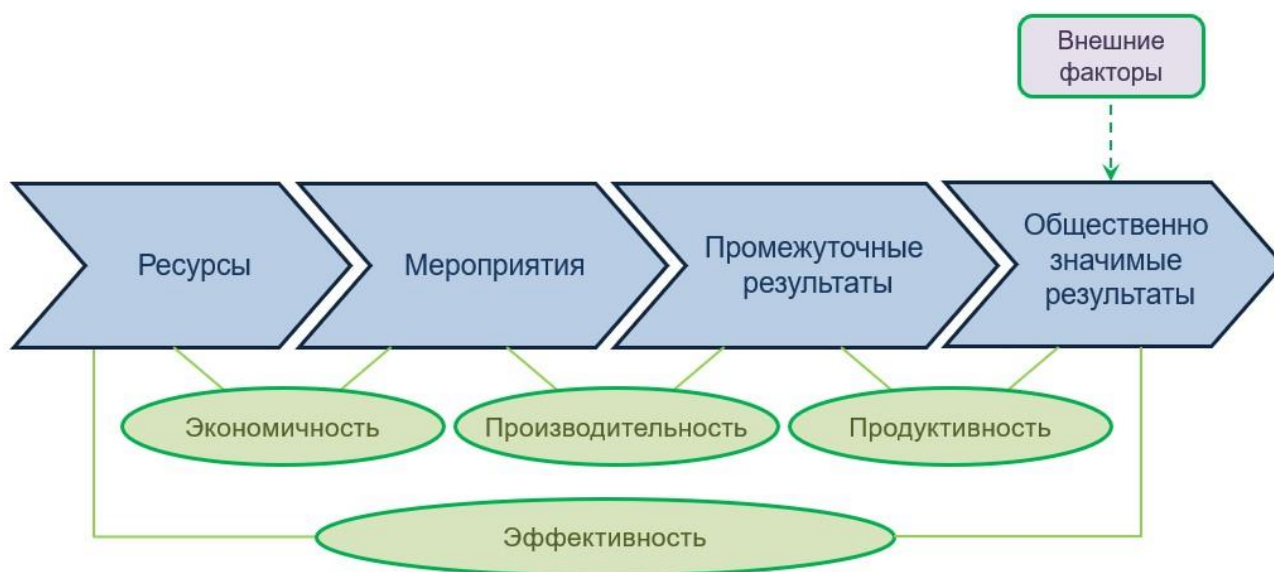 Внешние
факторы
Ресурсы
Мероприятия
Промежуточные
результаты
Общественно
значимые
результаты
Экономичность
Производительность
Продуктивность
Эффективность